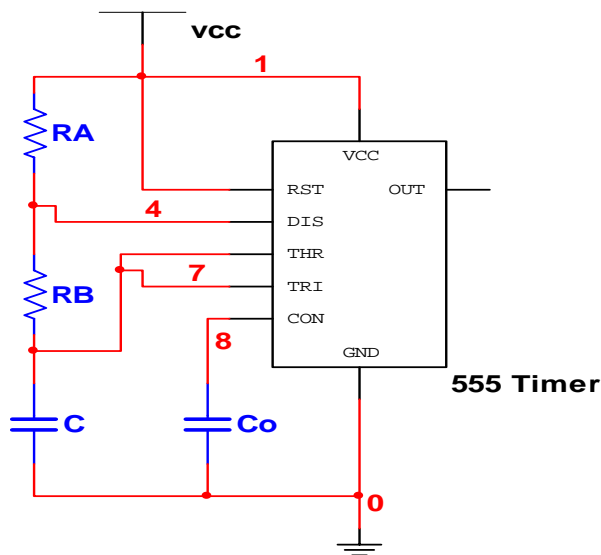 vcc
1
RA
VCC
RST OUT
4
DIS
THR
7
TRI
RB
CON
8
GND
555 Timer
C
Co
0